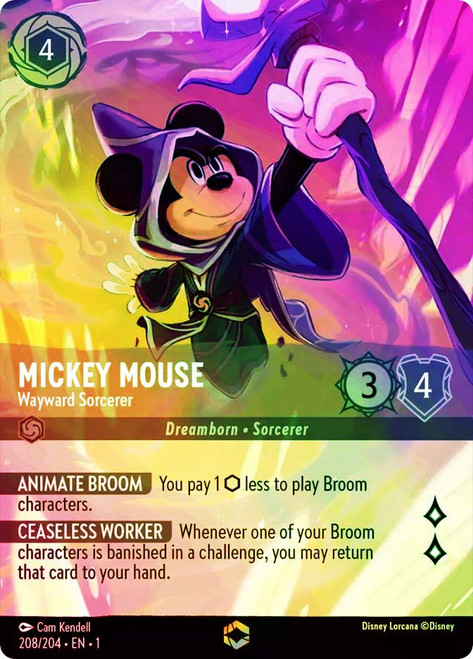 4
MICKEY MOUSE
Wayward Sorcerer
3
4
Dreamborn • Sorcerer
ANIMATE BROOM You pay 1 ⬡ less to play Broom
characters.
CEASELESS WORKER Whenever one of your Broom
characters is banished in a challenge, you may return
that card to your hand.
Cam Kendell
208/204 • EN • 1
Disney Lorcana ©Disney